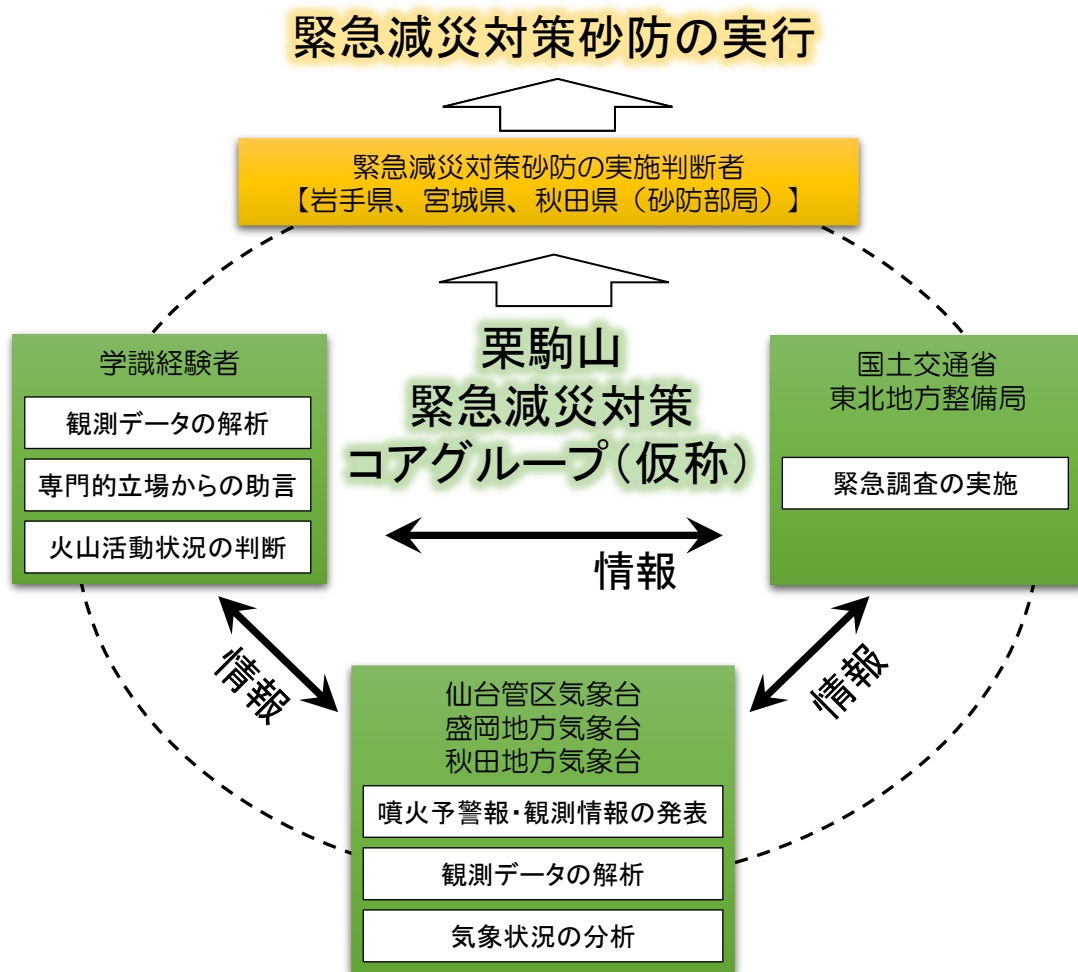 緊急減災対策砂防の実行
緊急減災対策砂防の実施判断者
【岩手県、宮城県、秋田県（砂防部局）】
栗駒山
緊急減災対策
コアグループ（仮称）
学識経験者
観測データの解析
専門的立場からの助言
火山活動状況の判断
国土交通省
東北地方整備局
緊急調査の実施
情報
情報
情報
仙台管区気象台
盛岡地方気象台
秋田地方気象台
噴火予警報・観測情報の発表
観測データの解析
気象状況の分析